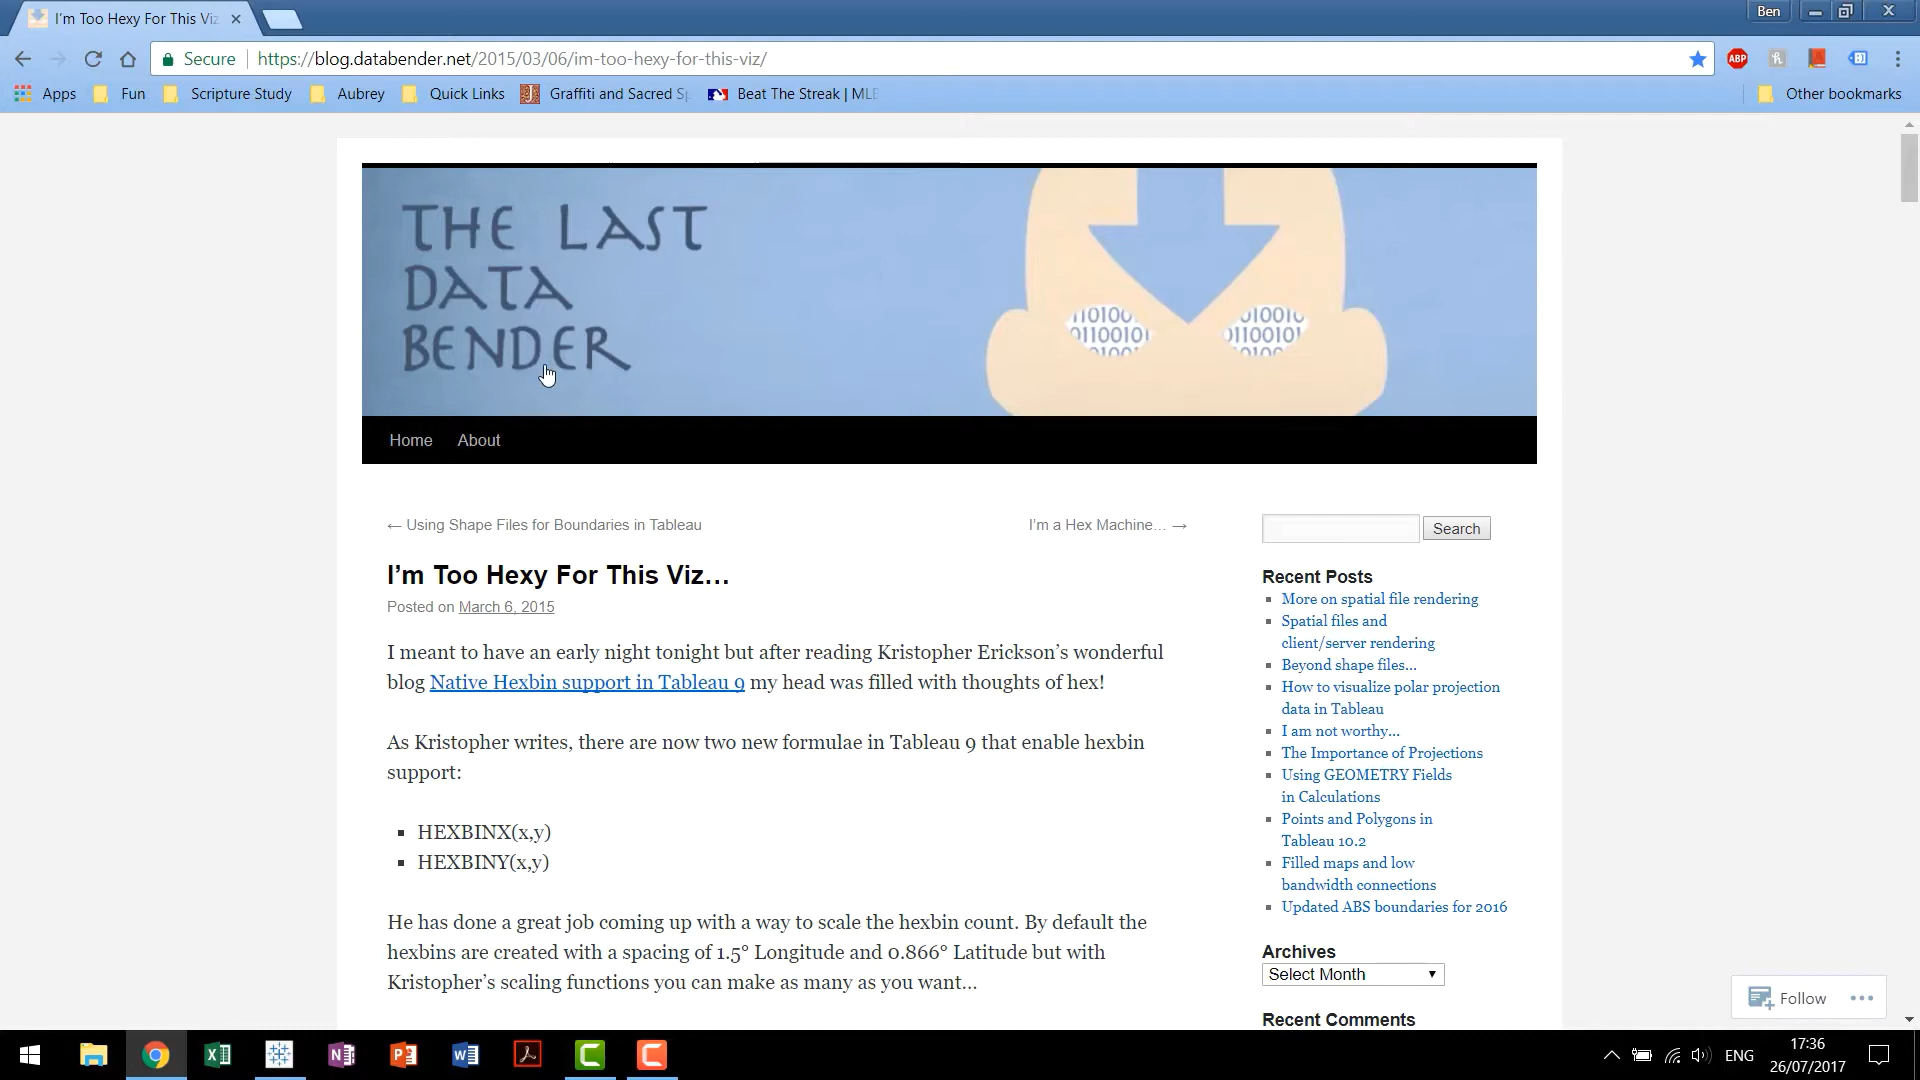 I'm Too Hexy For This Viz
Ben
Secure
https://blog.databender.net/2015/03/06/im-too-hexy-for-this-viz/
ABP
Apps
Fun
Scripture Study
Aubrey
Quick Links
Graffiti and Sacred Sp
Beat The Streak | MLB
Other bookmarks
THE LAST
DATA
BENDER
01001
01001
01100101
01100101
Home
About
← Using Shape Files for Boundaries in Tableau
I'm a Hex Machine… →
Search
I'm Too Hexy For This Viz…
Posted on March 6, 2015
I meant to have an early night tonight but after reading Kristopher Erickson's wonderful
blog Native Hexbin support in Tableau 9 my head was filled with thoughts of hex!
As Kristopher writes, there are now two new formulae in Tableau 9 that enable hexbin
support:
▪ HEXBINX(x,y)
▪ HEXBINY(x,y)
He has done a great job coming up with a way to scale the hexbin count. By default the
hexbins are created with a spacing of 1.5° Longitude and 0.866° Latitude but with
Kristopher's scaling functions you can make as many as you want…
Recent Posts
▪ More on spatial file rendering
▪ Spatial files and
client/server rendering
▪ Beyond shape files…
▪ How to visualize polar projection
data in Tableau
▪ I am not worthy…
▪ The Importance of Projections
▪ Using GEOMETRY Fields
in Calculations
▪ Points and Polygons in
Tableau 10.2
▪ Filled maps and low
bandwidth connections
▪ Updated ABS boundaries for 2016
Archives
Select Month
Recent Comments
Follow
ENG
17:36
26/07/2017